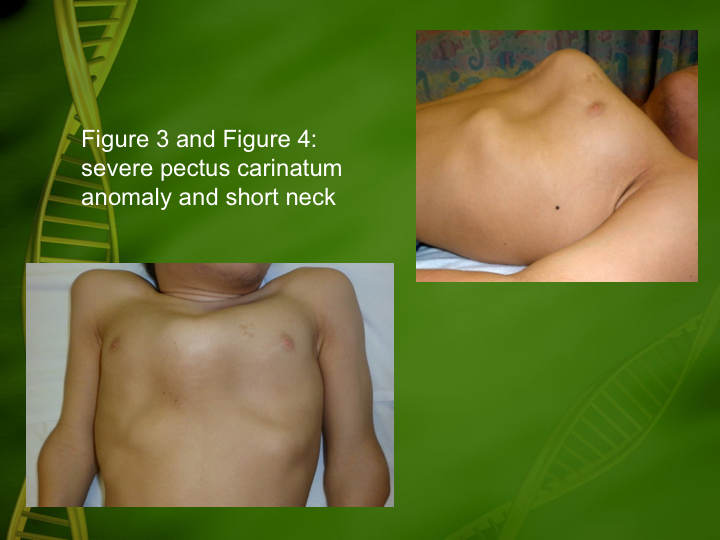 Figure 3 and Figure 4:
severe pectus carinatum
anomaly and short neck